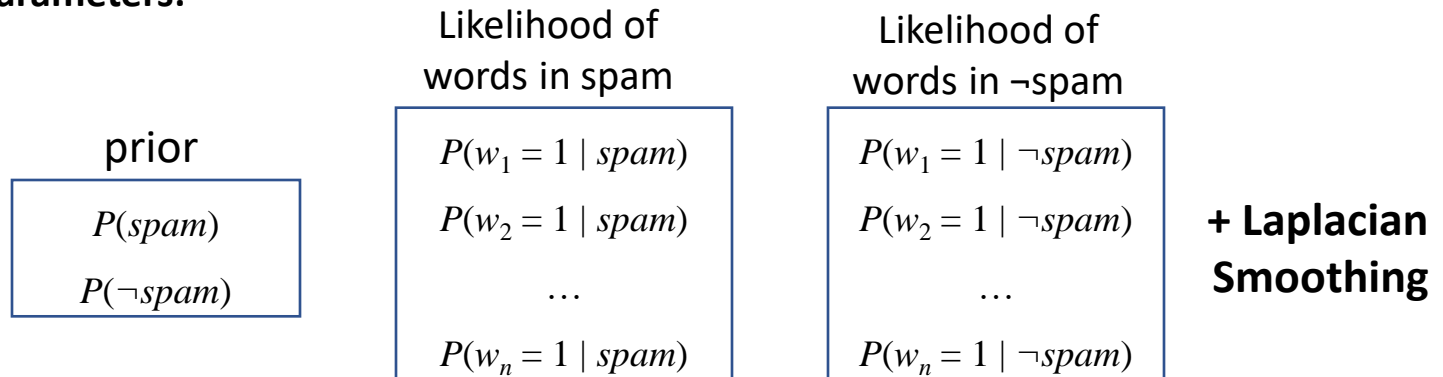 arameters:
prior
P(spam)
P(¬spam)
Likelihood of
words in spam
P(w₁ = 1 | spam)
P(w₂ = 1 | spam)
…
P(wₙ = 1 | spam)
Likelihood of
words in ¬spam
P(w₁ = 1 | ¬spam)
P(w₂ = 1 | ¬spam)
…
P(wₙ = 1 | ¬spam)
+ Laplacian
Smoothing